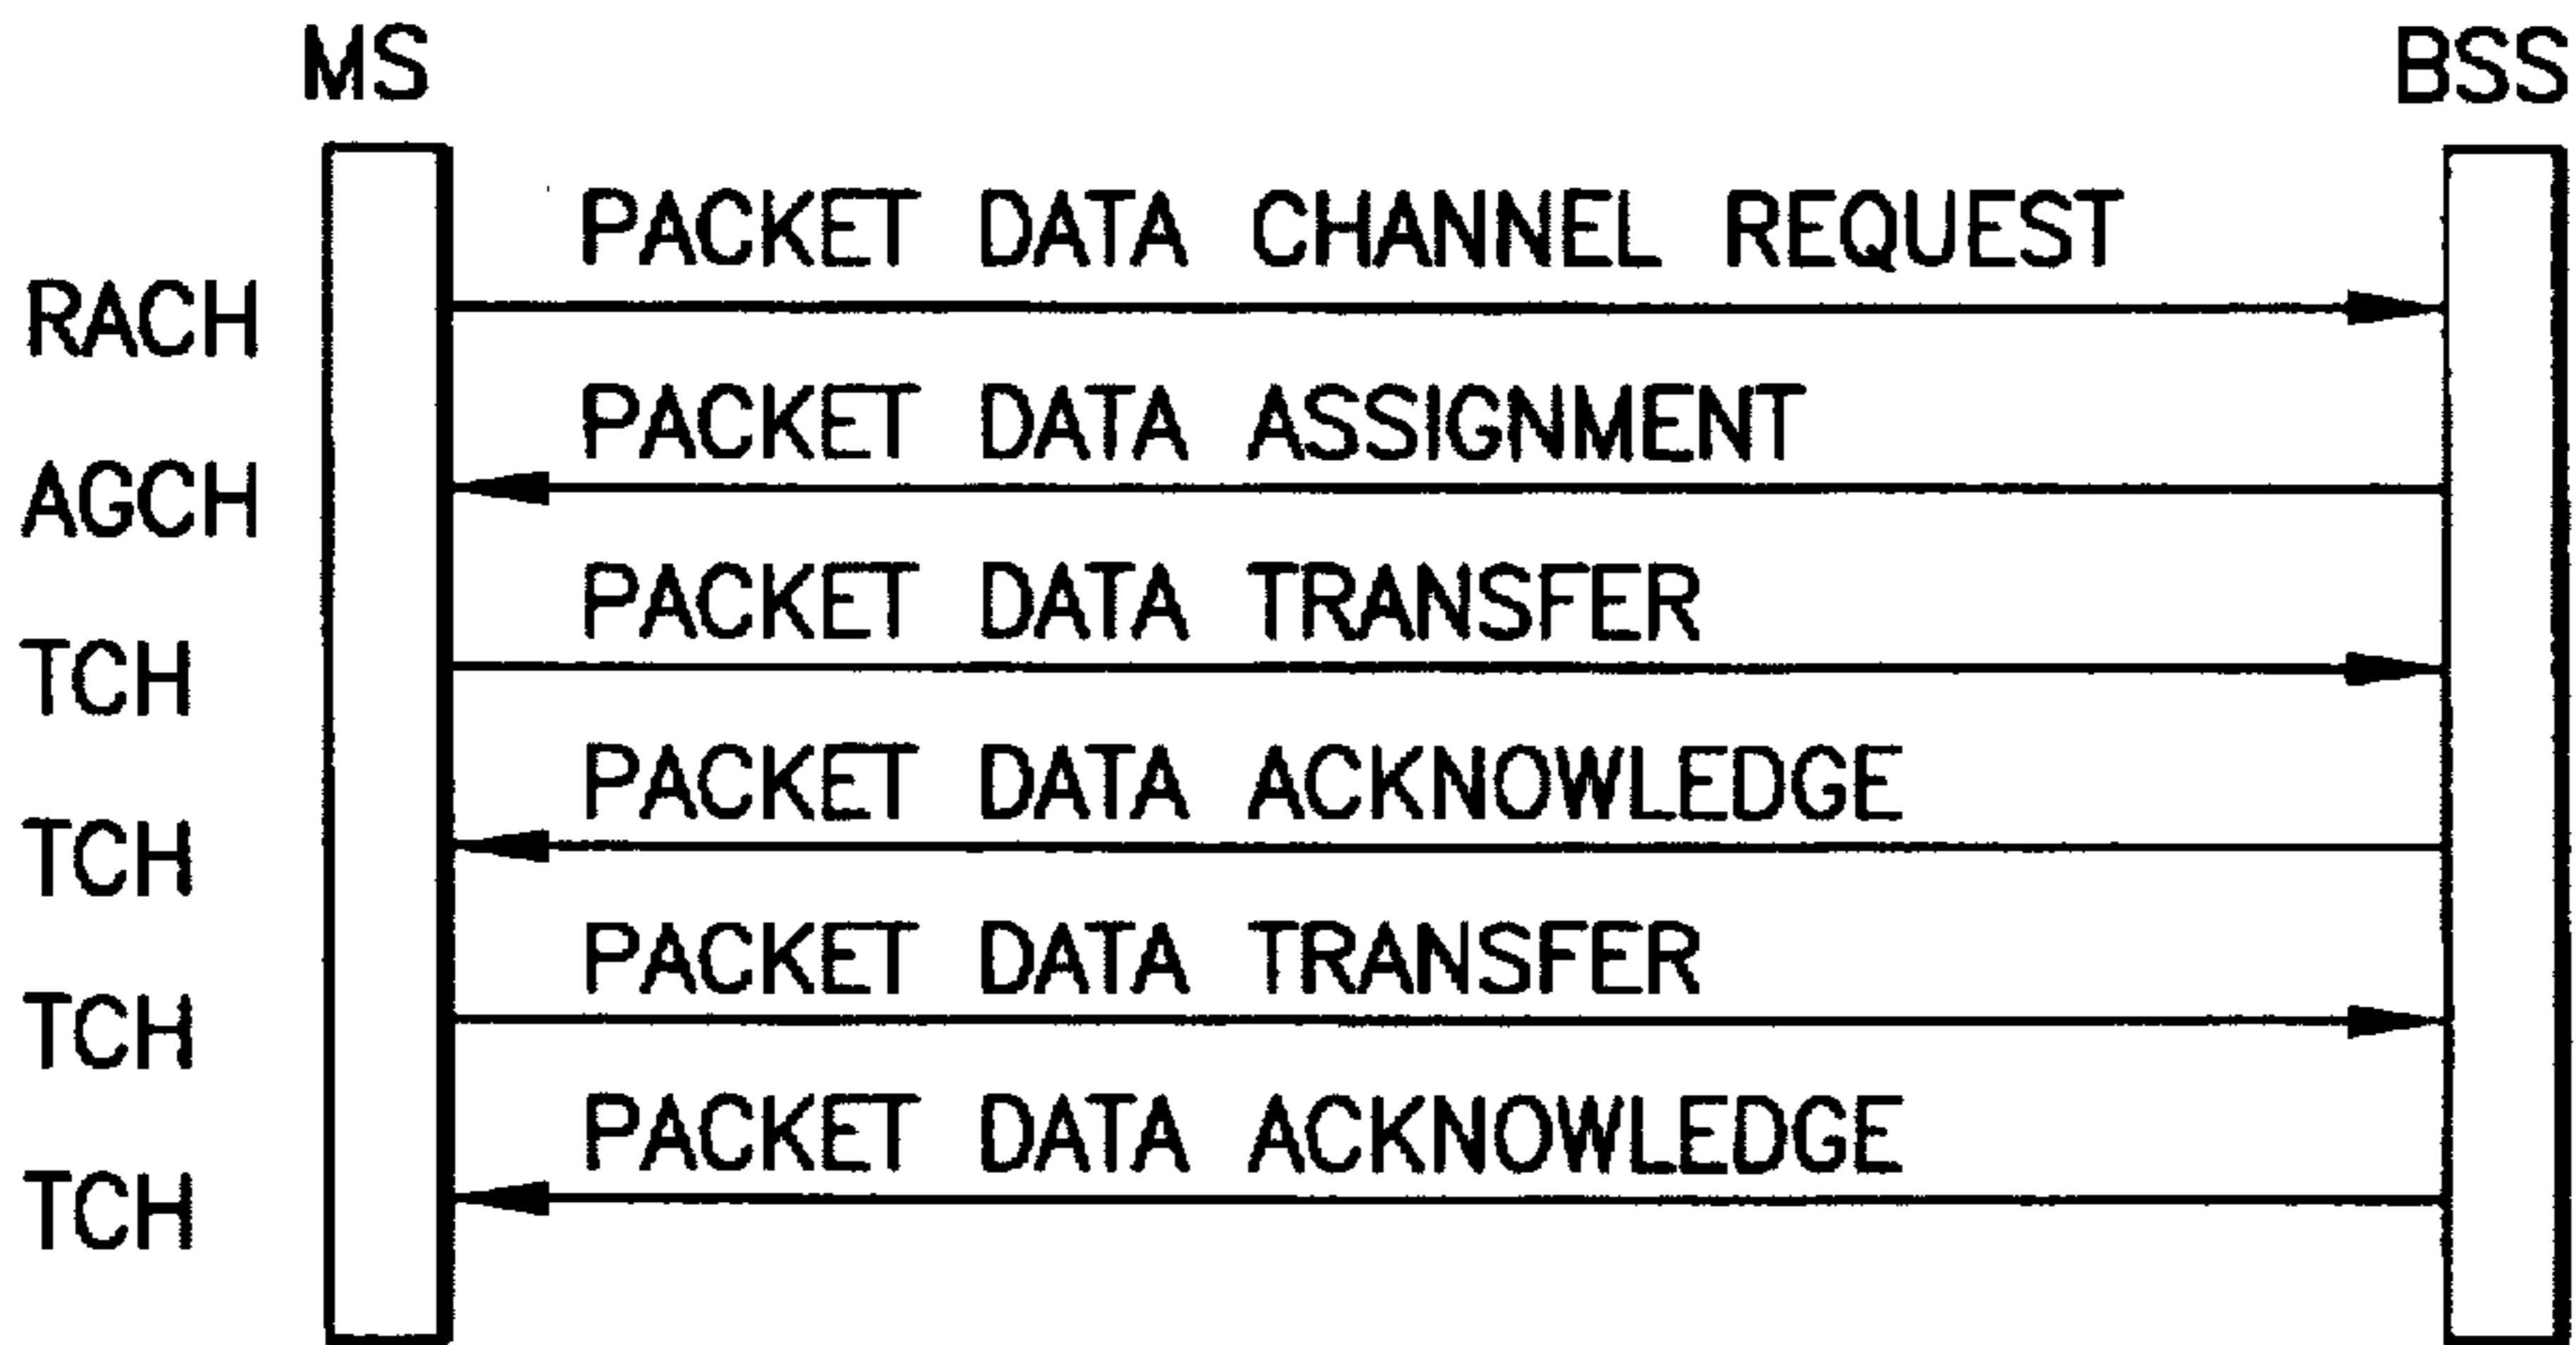 MS
BSS
PACKET DATA CHANNEL REQUEST
RACH
PACKET DATA ASSIGNMENT
AGCH
PACKET DATA TRANSFER
TCH
PACKET DATA ACKNOWLEDGE
TCH
PACKET DATA TRANSFER
TCH
PACKET DATA ACKNOWLEDGE
TCH